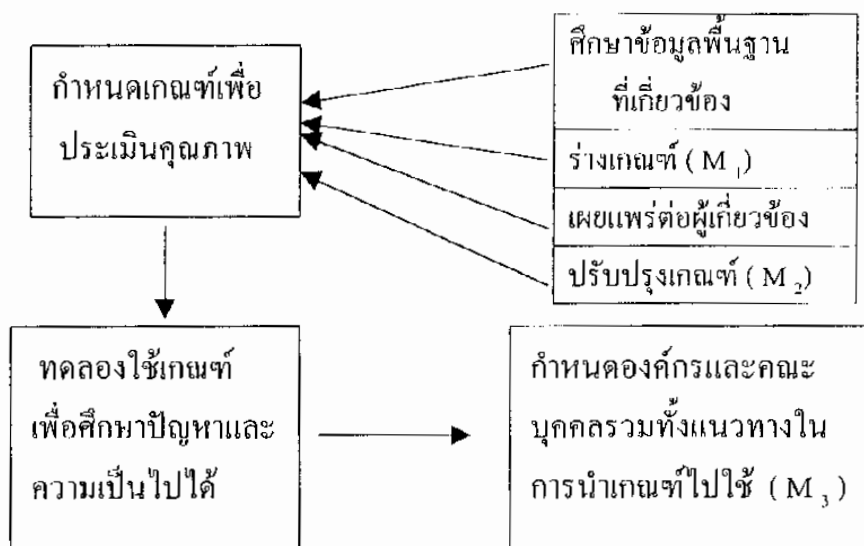 กำหนดเกณฑ์เพื่อ
ประเมินคุณภาพ
ศึกษาข้อมูลพื้นฐาน
ที่เกี่ยวข้อง
ร่างเกณฑ์ (M₁)
เผยแพร่ต่อผู้เกี่ยวข้อง
ปรับปรุงเกณฑ์ (M₂)
ทดลองใช้เกณฑ์
เพื่อศึกษาปัญหาและ
ความเป็นไปได้
กำหนดองค์กรและคณะ
บุคคลรวมทั้งแนวทางใน
การนำเกณฑ์ไปใช้ (M₃)